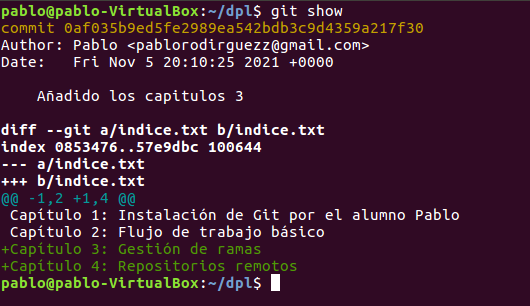 pablo@pablo-VirtualBox:~/dpl$ git show
commit 0af035b9ed5fe2989ea542bdb3c9d4359a217f30
Author: Pablo <pablorodirguezz@gmail.com>
Date:   Fri Nov 5 20:10:25 2021 +0000
    Añadido los capitulos 3
diff --git a/indice.txt b/indice.txt
index 0853476..57e9dbc 100644
--- a/indice.txt
+++ b/indice.txt
@@ -1,2 +1,4 @@
 Capítulo 1: Instalación de Git por el alumno Pablo
 Capítulo 2: Flujo de trabajo básico
+Capítulo 3: Gestión de ramas
+Capítulo 4: Repositorios remotos
pablo@pablo-VirtualBox:~/dpl$